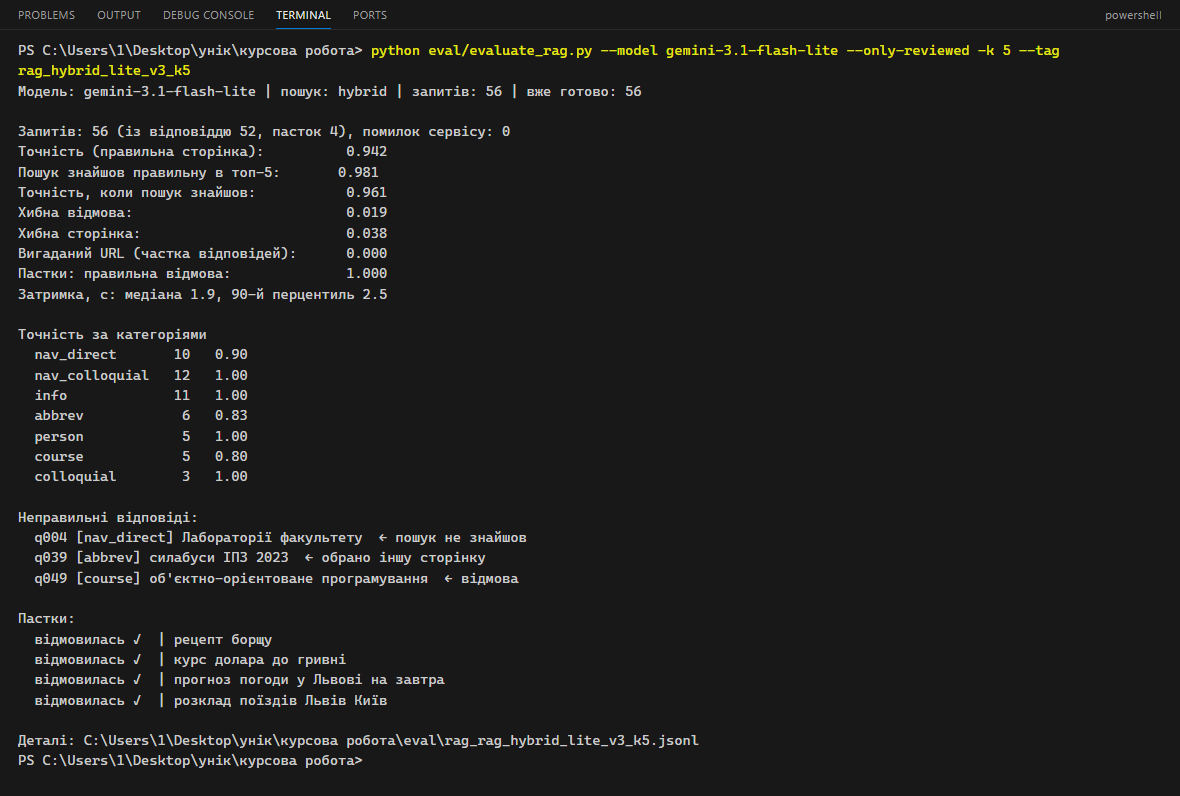 PROBLEMS OUTPUT DEBUG CONSOLE TERMINAL PORTS powershell
PS C:\Users\1\Desktop\унік\курсова робота> python eval/evaluate_rag.py --model gemini-3.1-flash-lite --only-reviewed -k 5 --tag
rag_hybrid_lite_v3_k5
Модель: gemini-3.1-flash-lite | пошук: hybrid | запитів: 56 | вже готово: 56
Запитів: 56 (із відповіддю 52, пасток 4), помилок сервісу: 0
Точність (правильна сторінка): 0.942
Пошук знайшов правильну в топ-5: 0.981
Точність, коли пошук знайшов: 0.961
Хибна відмова: 0.019
Хибна сторінка: 0.038
Вигаданий URL (частка відповідей): 0.000
Пастки: правильна відмова: 1.000
Затримка, с: медіана 1.9, 90-й перцентиль 2.5
Точність за категоріями
nav_direct 10 0.90
nav_colloquial 12 1.00
info 11 1.00
abbrev 6 0.83
person 5 1.00
course 5 0.80
colloquial 3 1.00
Неправильні відповіді:
q004 [nav_direct] Лабораторії факультету ← пошук не знайшов
q039 [abbrev] силабуси ІПЗ 2023 ← обрано іншу сторінку
q049 [course] об'єктно-орієнтоване програмування ← відмова
Пастки:
відмовилась ✓ | рецепт борщу
відмовилась ✓ | курс долара до гривні
відмовилась ✓ | прогноз погоди у Львові на завтра
відмовилась ✓ | розклад поїздів Львів Київ
Деталі: C:\Users\1\Desktop\унік\курсова робота\eval\rag_rag_hybrid_lite_v3_k5.jsonl
PS C:\Users\1\Desktop\унік\курсова робота>